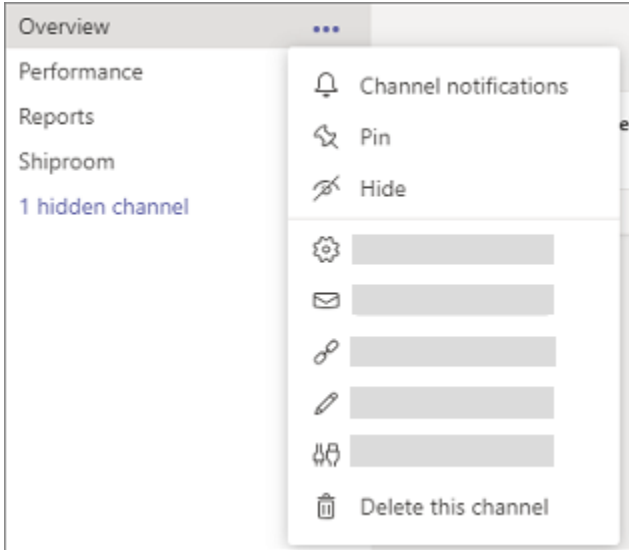 Overview
Performance
Reports
Shiproom
1 hidden channel
Channel notifications
Pin
Hide
Delete this channel